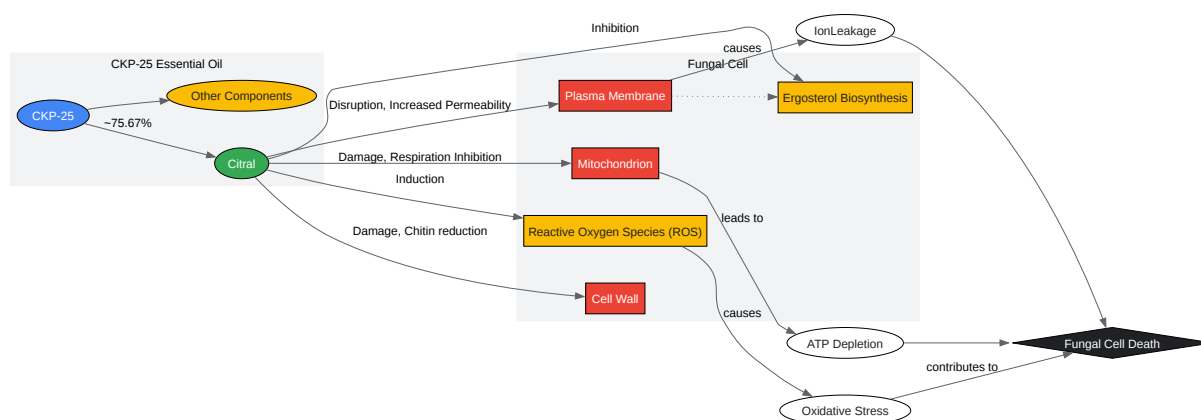 Inhibition
IonLeakage
CKP-25 Essential Oil
causes
Fungal Cell
Other Components
Disruption, Increased Permeability
Plasma Membrane
Ergosterol Biosynthesis
CKP-25
~75.67%
Citral
Damage, Respiration Inhibition
Mitochondrion
Induction
leads to
Damage, Chitin reduction
Reactive Oxygen Species (ROS)
Cell Wall
causes
ATP Depletion
Fungal Cell Death
contributes to
Oxidative Stress